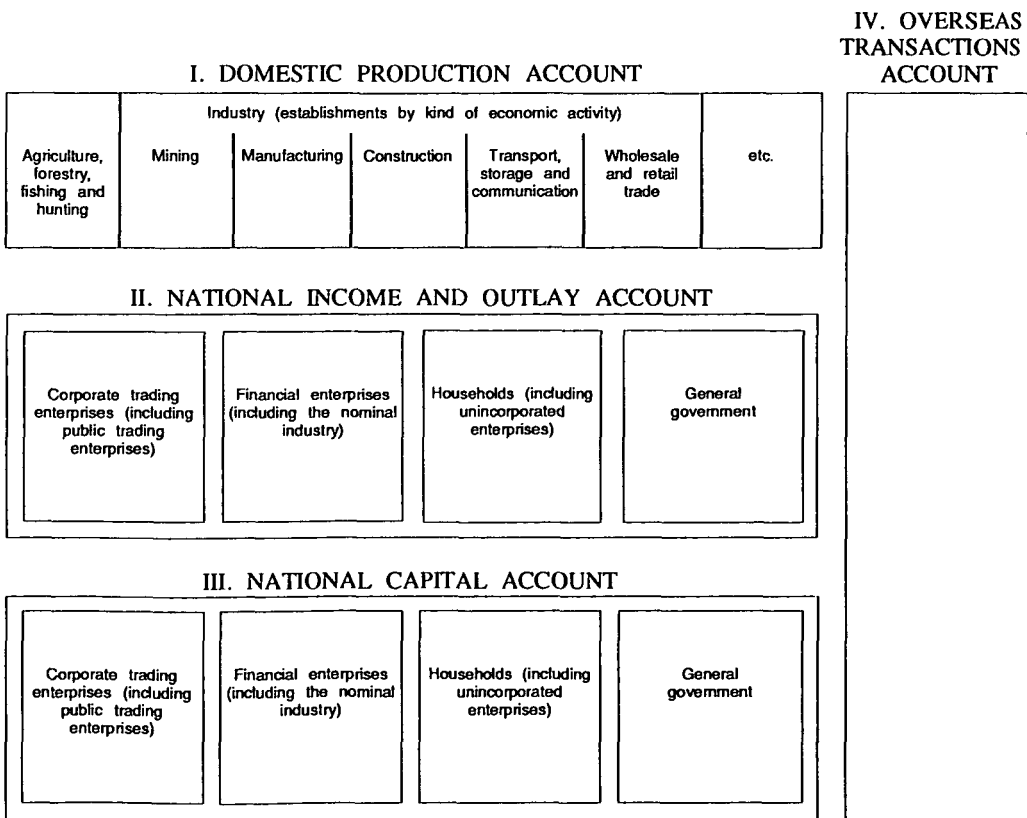 IV. OVERSEAS
TRANSACTIONS
ACCOUNT
I. DOMESTIC PRODUCTION ACCOUNT
Industry (establishments by kind of economic activity)
Agriculture,
forestry,
fishing and
hunting
Mining
Manufacturing
Construction
Transport,
storage and
communication
Wholesale
and retail
trade
etc.
II. NATIONAL INCOME AND OUTLAY ACCOUNT
Corporate trading
enterprises (including
public trading
enterprises)
Financial enterprises
(including the nominal
industry)
Households (including
unincorporated
enterprises)
General
government
III. NATIONAL CAPITAL ACCOUNT
Corporate trading
enterprises (including
public trading
enterprises)
Financial enterprises
(including the nominal
industry)
Households (including
unincorporated
enterprises)
General
government